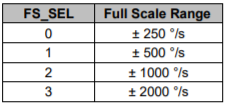 FS_SEL Full Scale Range
0 ± 250 °/s
1 ± 500 °/s
2 ± 1000 °/s
3 ± 2000 °/s